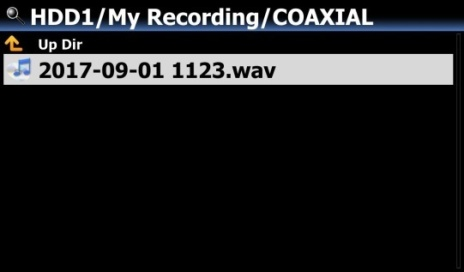 HDD1/My Recording/COAXIAL
Up Dir
2017-09-01 1123.wav